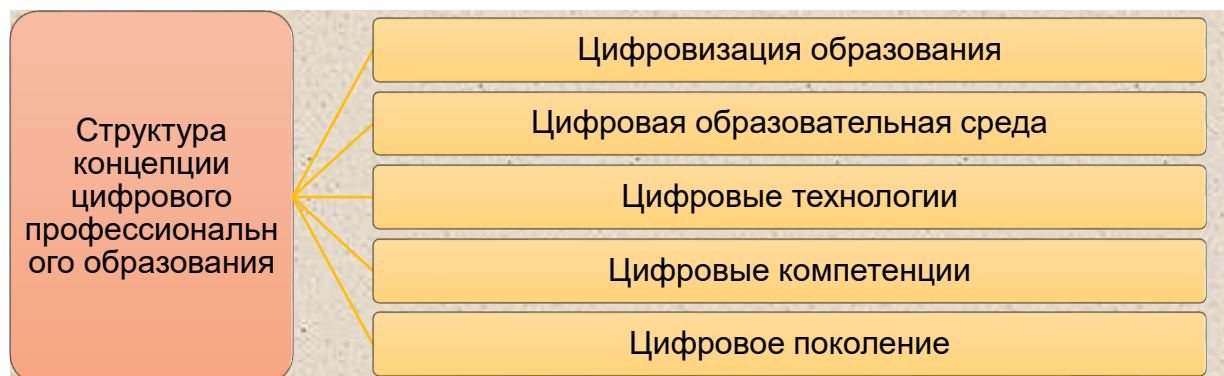 Структура
концепции
цифрового
профессиональн
ого образования
Цифровизация образования
Цифровая образовательная среда
Цифровые технологии
Цифровые компетенции
Цифровое поколение